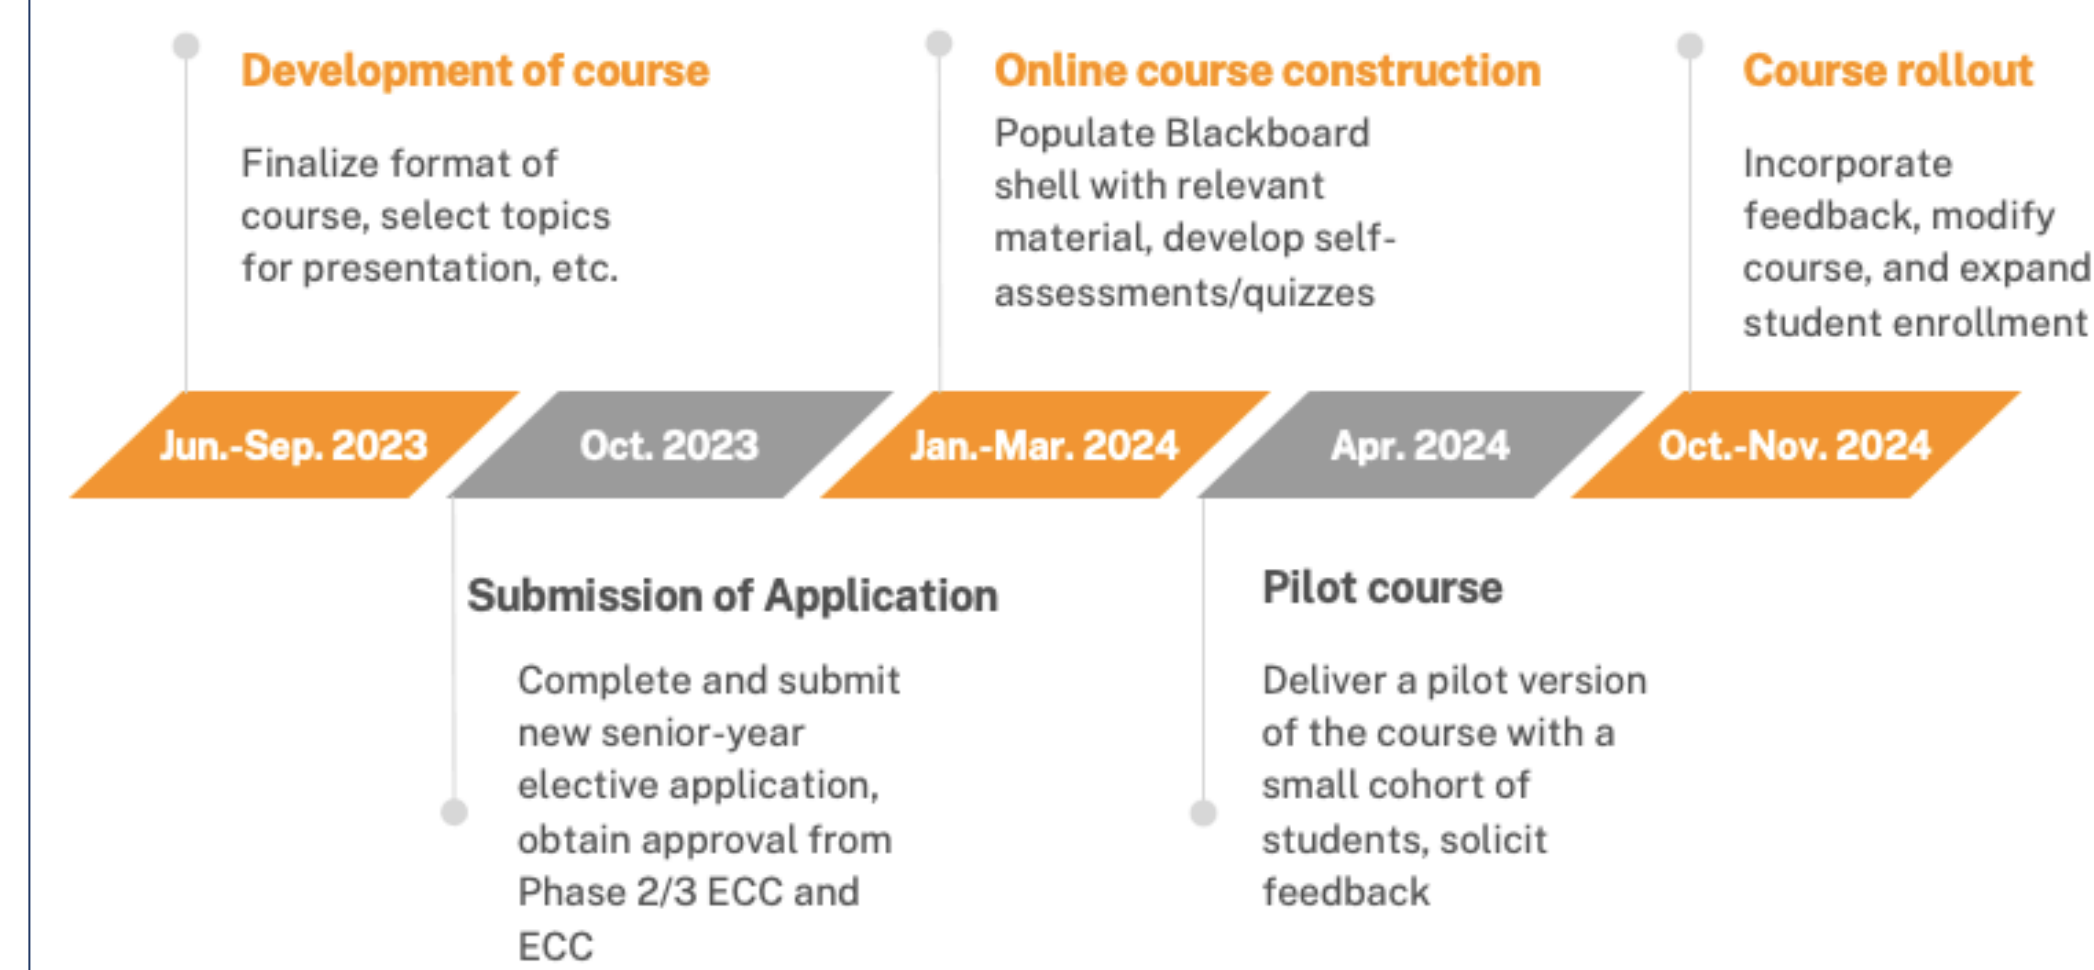 Development of course
Finalize format of
course, select topics
for presentation, etc.
Online course construction
Populate Blackboard
shell with relevant
material, develop self-
assessments/quizzes
Course rollout
Incorporate
feedback, modify
course, and expand
student enrollment
Jun.-Sep. 2023
Oct. 2023
Jan.-Mar. 2024
Apr. 2024
Oct.-Nov. 2024
Submission of Application
Complete and submit
new senior-year
elective application,
obtain approval from
Phase 2/3 ECC and
ECC
Pilot course
Deliver a pilot version
of the course with a
small cohort of
students, solicit
feedback